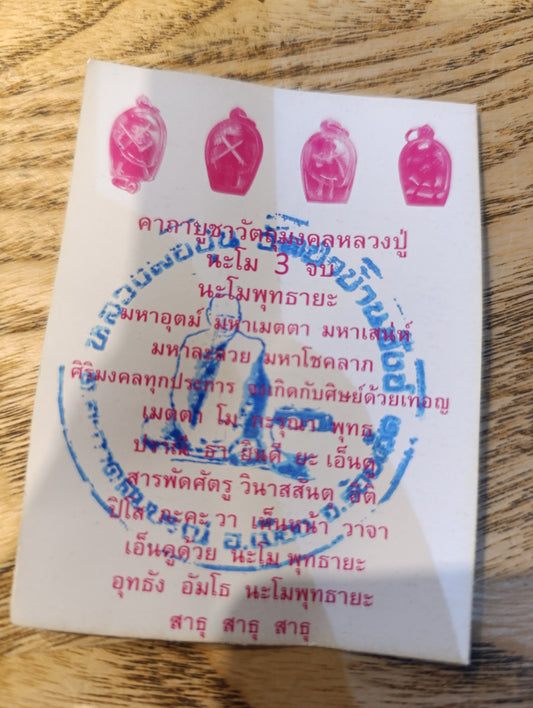 คาถาบูชาวัตถุมงคลหลวงปู่
นะโม 3 จบ
นะโมพุทธายะ
มหาอุตม์ มหาเมตตา มหาเสน่ห์
มหาละลวย มหาโชคลาภ
ศิริมงคลทุกประการ จงเกิดกับศิษย์ด้วยเทอญ
เมตตา โม กะรุณา พุทธ
ปรานี ธา ยินดี ยะ เอ็นดู
สารพัดศัตรู วินาสสันติ อิติ
ปิโส ภะคะวา เห็นหน้า วาจา
เอ็นดูด้วย นะโม พุทธายะ
อุทธัง อัมโธ นะโมพุทธายะ
สาธุ สาธุ สาธุ